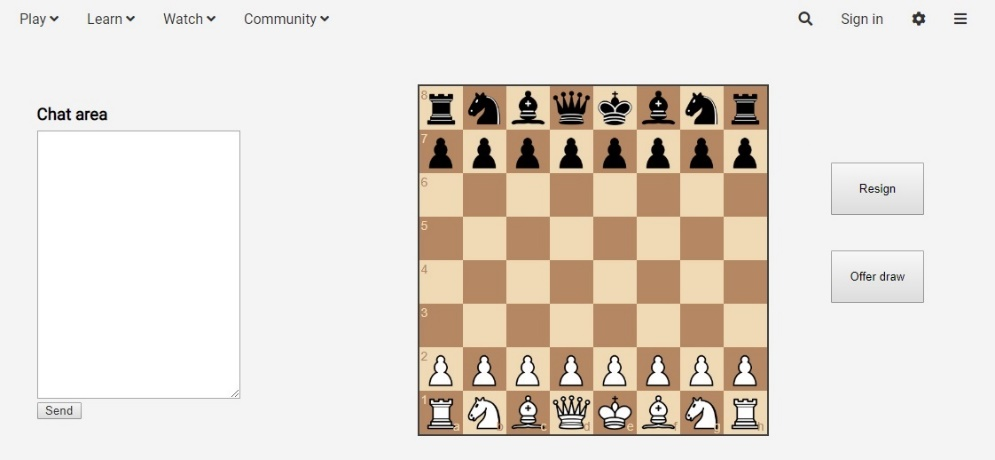 Play Learn Watch Community Sign in
Chat area
Send
8
7
6
5
4
3
2
1
a b c d e f g h
Resign
Offer draw